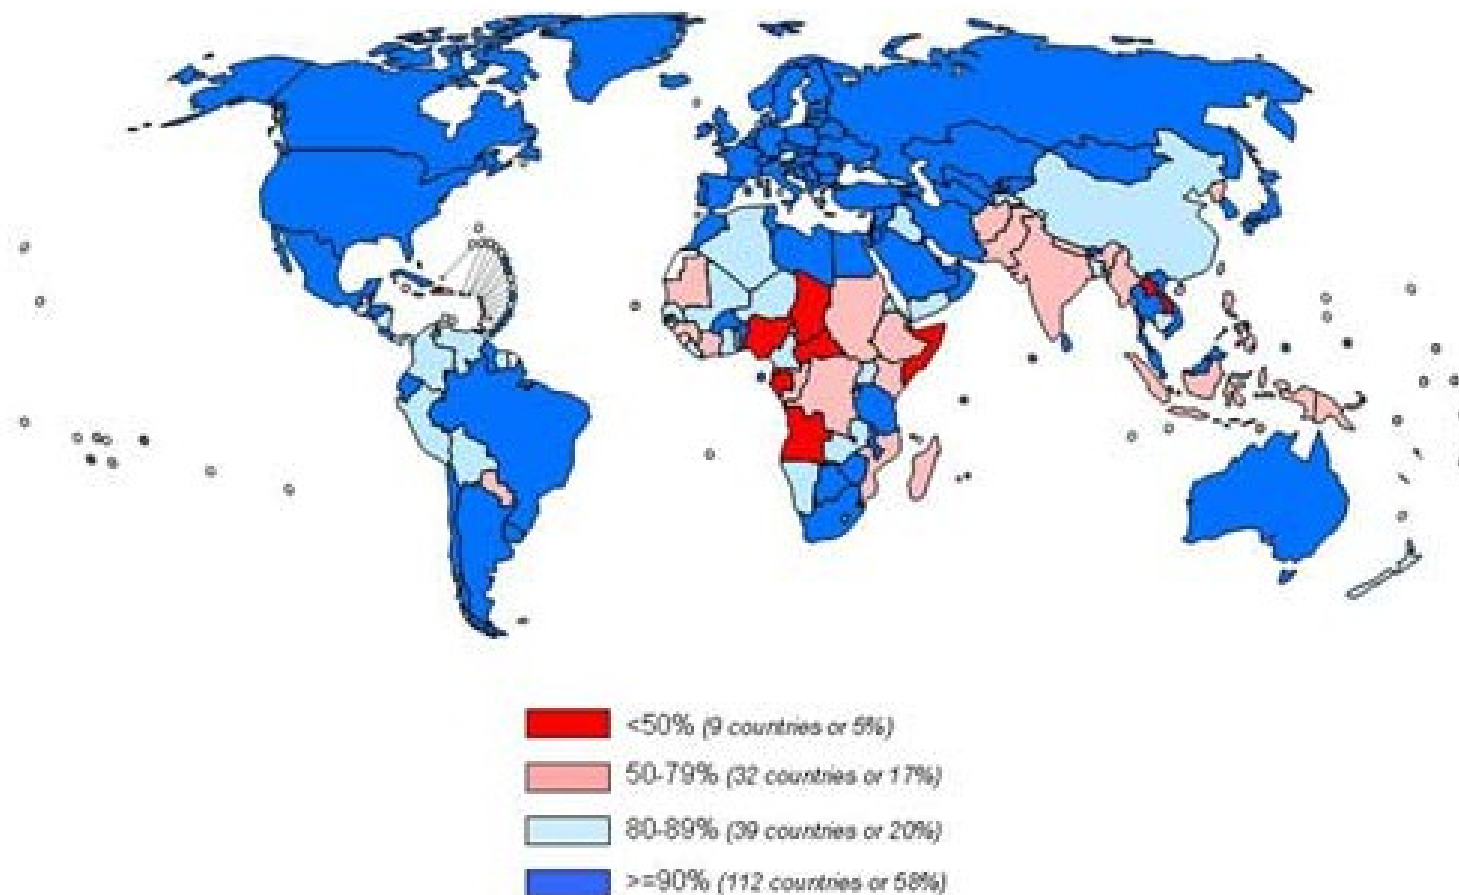 <50% (9 countries or 5%)
50-79% (32 countries or 17%)
80-89% (39 countries or 20%)
>=90% (112 countries or 58%)